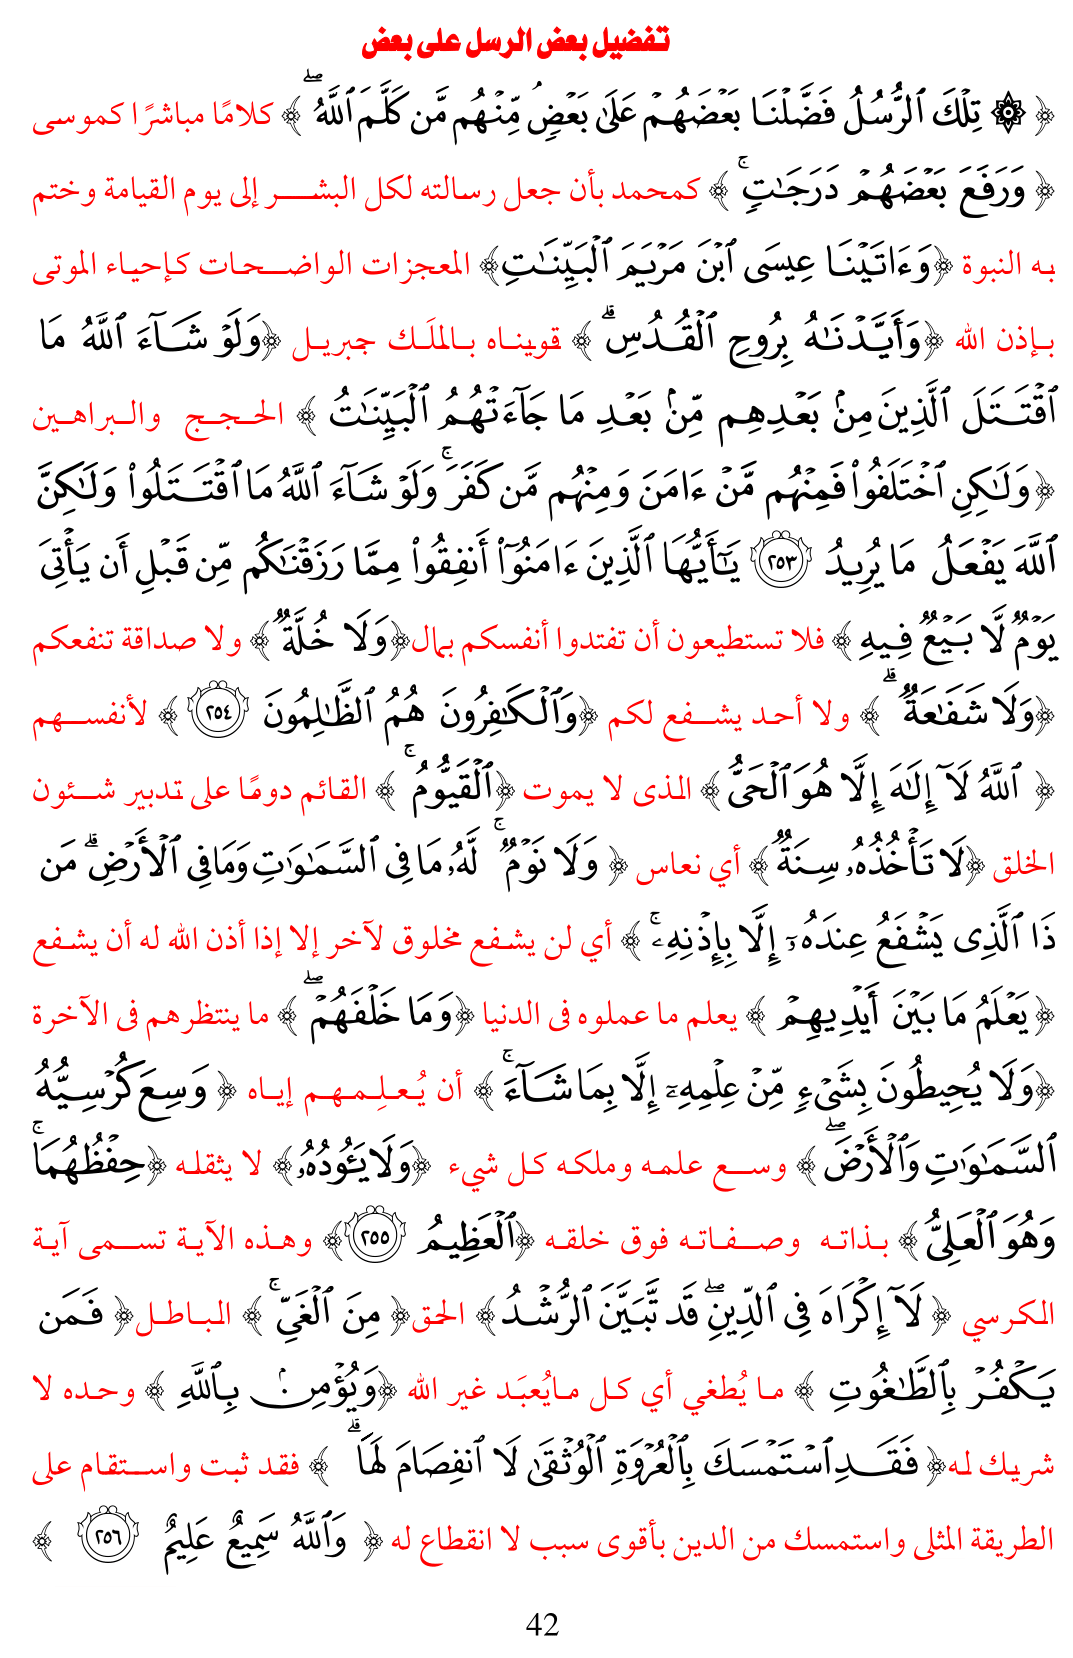 تفضيل بعض الرسل على بعض
﴿ ۞ تِلْكَ ٱلرُّسُلُ فَضَّلْنَا بَعْضَهُمْ عَلَىٰ بَعْضٍۘ مِّنْهُم مَّن كَلَّمَ ٱللَّهُۖ ﴾ كلامًا مباشرًا كموسى
﴿ وَرَفَعَ بَعْضَهُمْ دَرَجَٰتٍۚ ﴾ كمحمد بأن جعل رسالته لكل البشر إلى يوم القيامة وختم
به النبوة ﴿وَءَاتَيْنَا عِيسَى ٱبْنَ مَرْيَمَ ٱلْبَيِّنَٰتِ﴾ المعجزات الواضحات كإحياء الموتى
بإذن الله ﴿وَأَيَّدْنَٰهُ بِرُوحِ ٱلْقُدُسِۗ ﴾ قويناه بالملَك جبريل ﴿وَلَوْ شَآءَ ٱللَّهُ مَا
ٱقْتَتَلَ ٱلَّذِينَ مِنۢ بَعْدِهِم مِّنۢ بَعْدِ مَا جَآءَتْهُمُ ٱلْبَيِّنَٰتُ ﴾ الحجج والبراهين
﴿وَلَٰكِنِ ٱخْتَلَفُوا۟ فَمِنْهُم مَّنْ ءَامَنَ وَمِنْهُم مَّن كَفَرَۚ وَلَوْ شَآءَ ٱللَّهُ مَا ٱقْتَتَلُوا۟ وَلَٰكِنَّ
ٱللَّهَ يَفْعَلُ مَا يُرِيدُ ٢٥٣ يَٰٓأَيُّهَا ٱلَّذِينَ ءَامَنُوٓا۟ أَنفِقُوا۟ مِمَّا رَزَقْنَٰكُم مِّن قَبْلِ أَن يَأْتِىَ
يَوْمٌ لَّا بَيْعٌ فِيهِ ﴾ فلا تستطيعون أن تفتدوا أنفسكم بمال﴿وَلَا خُلَّةٌ ﴾ ولا صداقة تنفعكم
﴿وَلَا شَفَٰعَةٌۗ ﴾ ولا أحد يشفع لكم ﴿وَٱلْكَٰفِرُونَ هُمُ ٱلظَّٰلِمُونَ ٢٥٤ ﴾ لأنفسهم
﴿ ٱللَّهُ لَآ إِلَٰهَ إِلَّا هُوَ ٱلْحَىُّ﴾ الذى لا يموت ﴿ٱلْقَيُّومُۚ ﴾ القائم دومًا على تدبير شئون
الخلق ﴿لَا تَأْخُذُهُۥ سِنَةٌ﴾ أي نعاس ﴿ وَلَا نَوْمٌۚ لَّهُۥ مَا فِى ٱلسَّمَٰوَٰتِ وَمَا فِى ٱلْأَرْضِۗ مَن
ذَا ٱلَّذِى يَشْفَعُ عِندَهُۥٓ إِلَّا بِإِذْنِهِۦۚ ﴾ أي لن يشفع مخلوق لآخر إلا إذا أذن الله له أن يشفع
﴿يَعْلَمُ مَا بَيْنَ أَيْدِيهِمْ ﴾ يعلم ما عملوه فى الدنيا ﴿وَمَا خَلْفَهُمْۖ ﴾ ما ينتظرهم فى الآخرة
﴿وَلَا يُحِيطُونَ بِشَىْءٍ مِّنْ عِلْمِهِۦٓ إِلَّا بِمَا شَآءَۚ ﴾ أن يُعلِمهم إياه ﴿ وَسِعَ كُرْسِيُّهُ
ٱلسَّمَٰوَٰتِ وَٱلْأَرْضَۖ ﴾ وسع علمه وملكه كل شيء ﴿وَلَا يَـُٔودُهُۥ﴾ لا يثقله ﴿حِفْظُهُمَاۚ
وَهُوَ ٱلْعَلِىُّ﴾ بذاته وصفاته فوق خلقه ﴿ٱلْعَظِيمُ ٢٥٥﴾ وهذه الآية تسمى آية
الكرسي ﴿ لَآ إِكْرَاهَ فِى ٱلدِّينِۖ قَد تَّبَيَّنَ ٱلرُّشْدُ﴾ الحق﴿ مِنَ ٱلْغَىِّۚ ﴾ الباطل﴿ فَمَن
يَكْفُرْ بِٱلطَّٰغُوتِ ﴾ ما يُطغي أي كل مايُعبَد غير الله ﴿وَيُؤْمِنۢ بِٱللَّهِ ﴾ وحده لا
شريك له﴿ فَقَدِ ٱسْتَمْسَكَ بِٱلْعُرْوَةِ ٱلْوُثْقَىٰ لَا ٱنفِصَامَ لَهَاۗ ﴾ فقد ثبت واستقام على
الطريقة المثلى واستمسك من الدين بأقوى سبب لا انقطاع له ﴿ وَٱللَّهُ سَمِيعٌ عَلِيمٌ ٢٥٦ ﴾
42